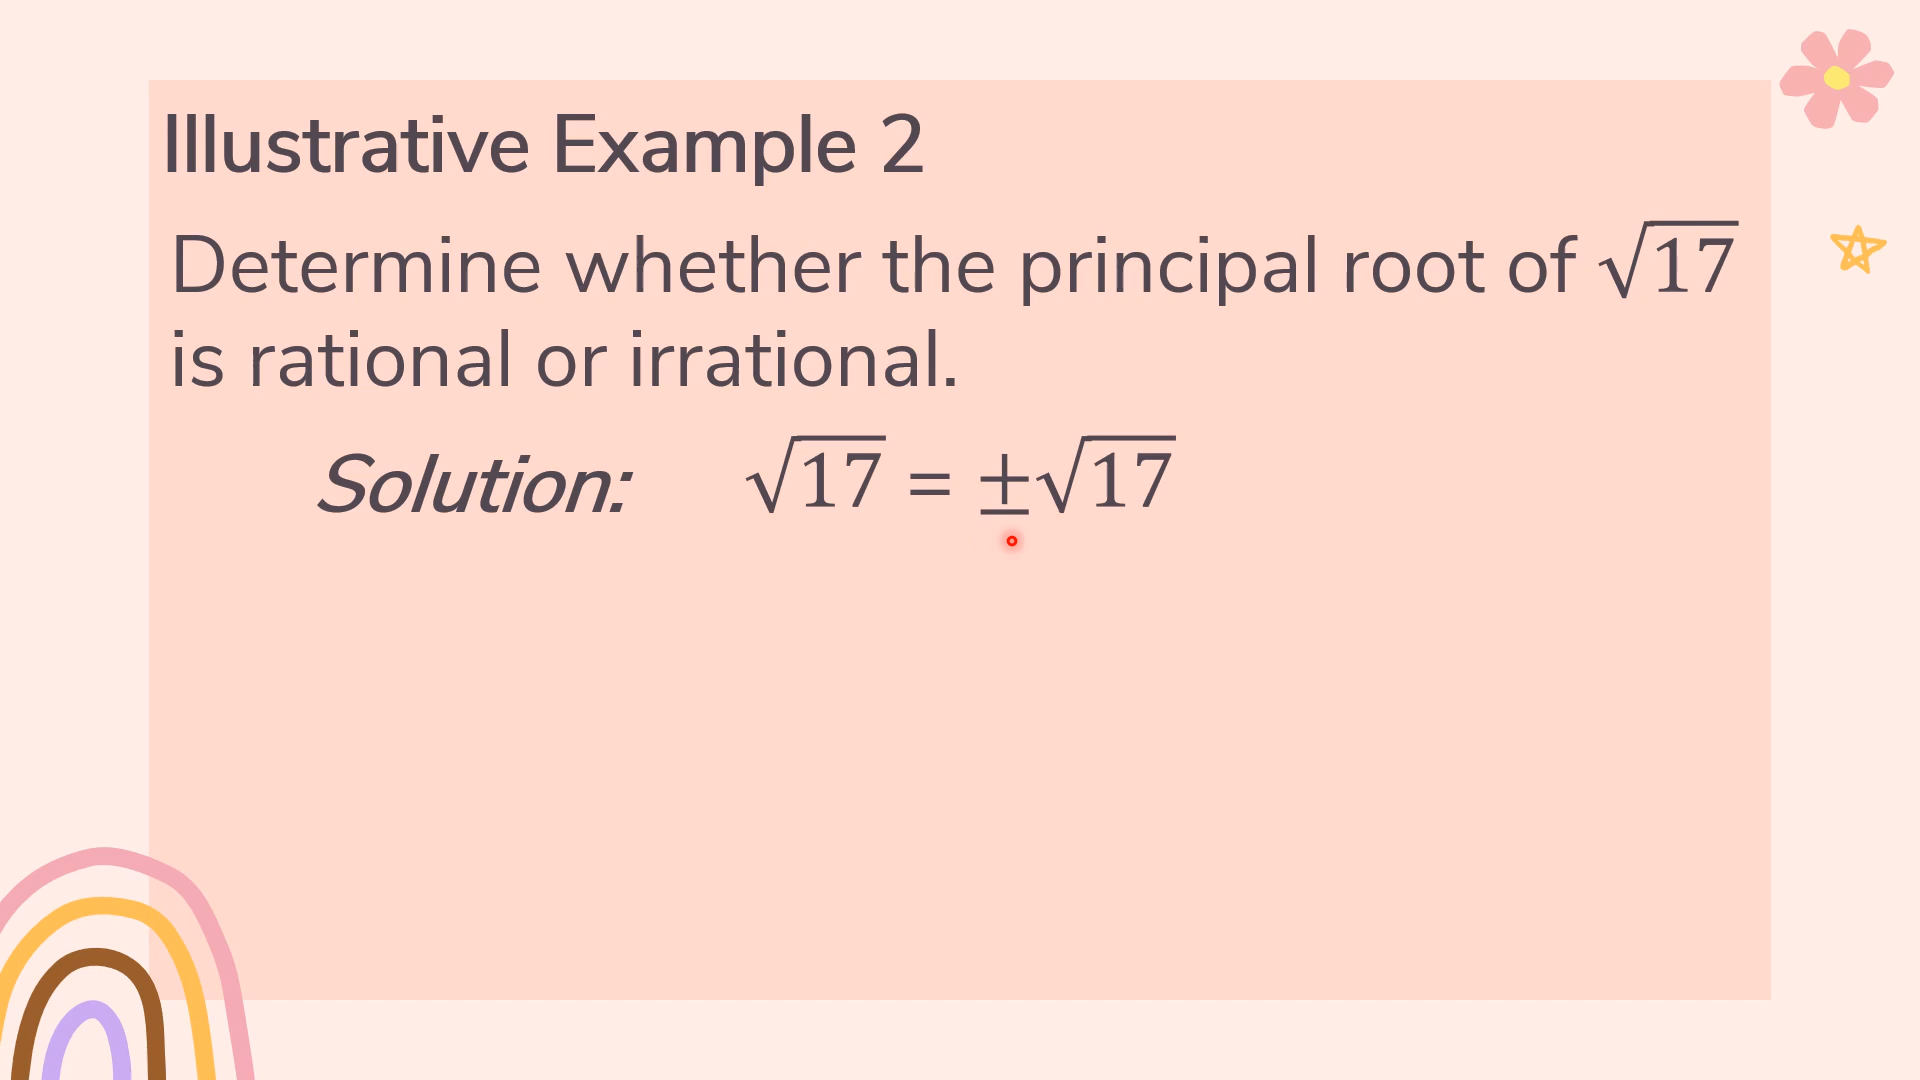 Illustrative Example 2
Determine whether the principal root of √17
is rational or irrational.
Solution: √17 = ±√17